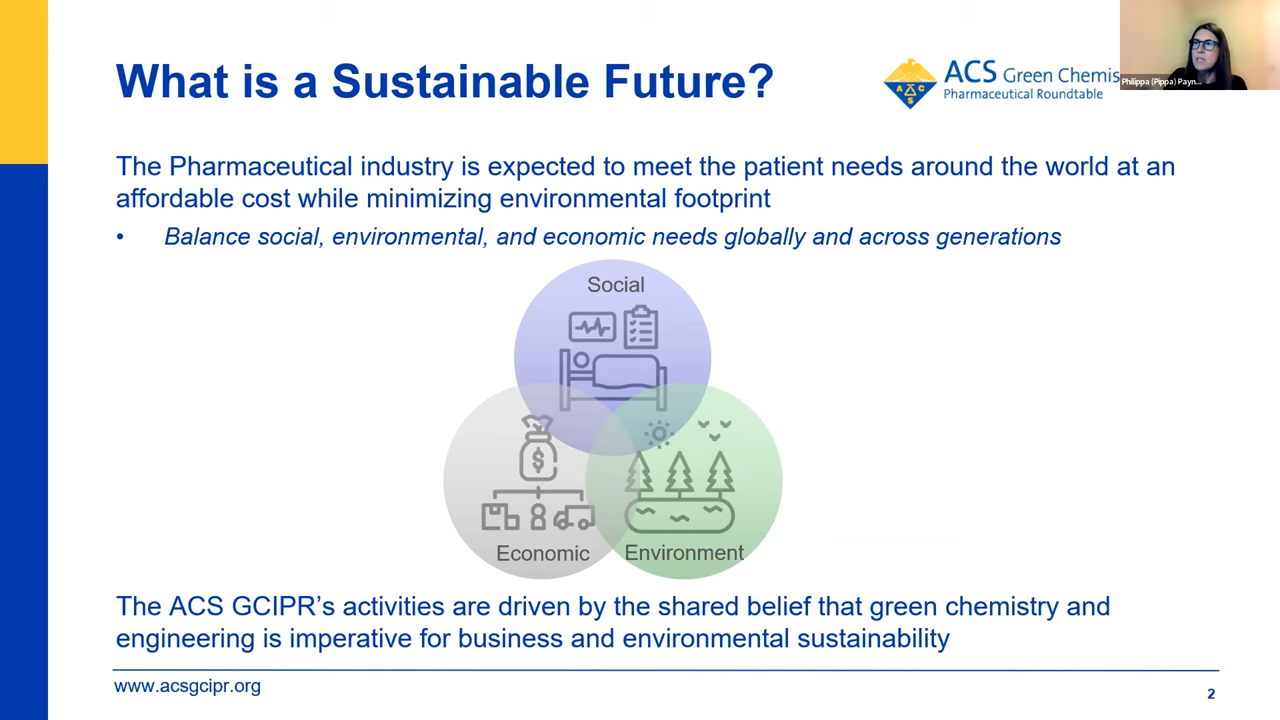 What is a Sustainable Future?
ACS Green Chemis
Pharmaceutical Roundtable
A C S
Philippa (Pippa) Payn...
The Pharmaceutical industry is expected to meet the patient needs around the world at an
affordable cost while minimizing environmental footprint
• Balance social, environmental, and economic needs globally and across generations
Social
$
Economic
Environment
The ACS GCIPR’s activities are driven by the shared belief that green chemistry and
engineering is imperative for business and environmental sustainability
www.acsgcipr.org
2